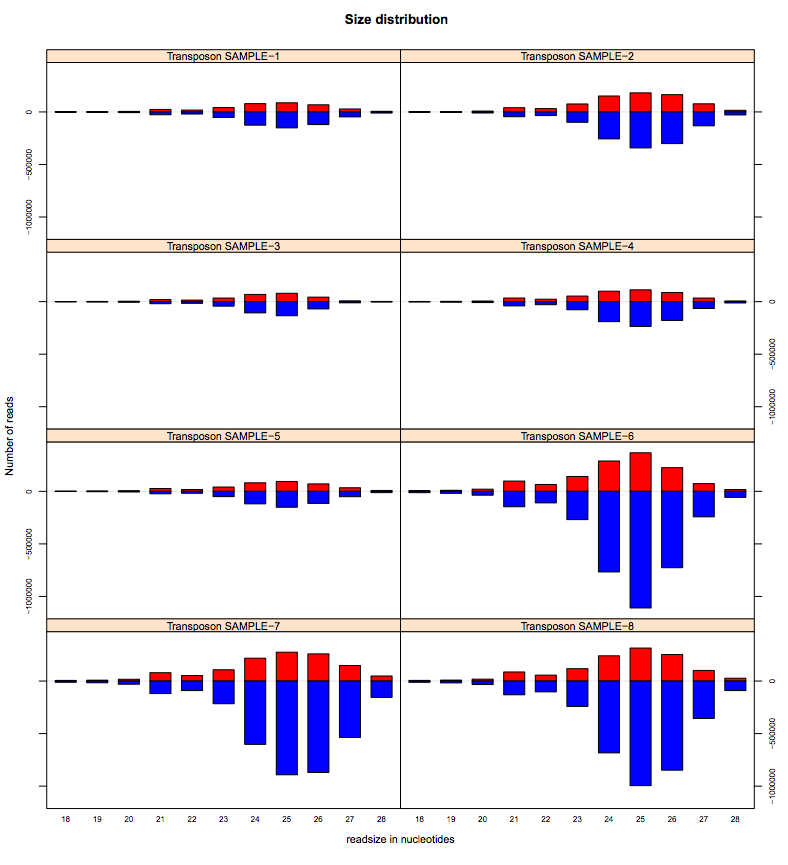 Size distribution
Transposon SAMPLE−1
Transposon SAMPLE−2
0
−500000
−1000000
Transposon SAMPLE−3
Transposon SAMPLE−4
0
−500000
−1000000
Number of reads
Transposon SAMPLE−5
Transposon SAMPLE−6
0
−500000
−1000000
Transposon SAMPLE−7
Transposon SAMPLE−8
0
−500000
−1000000
18 19 20 21 22 23 24 25 26 27 28 18 19 20 21 22 23 24 25 26 27 28
readsize in nucleotides